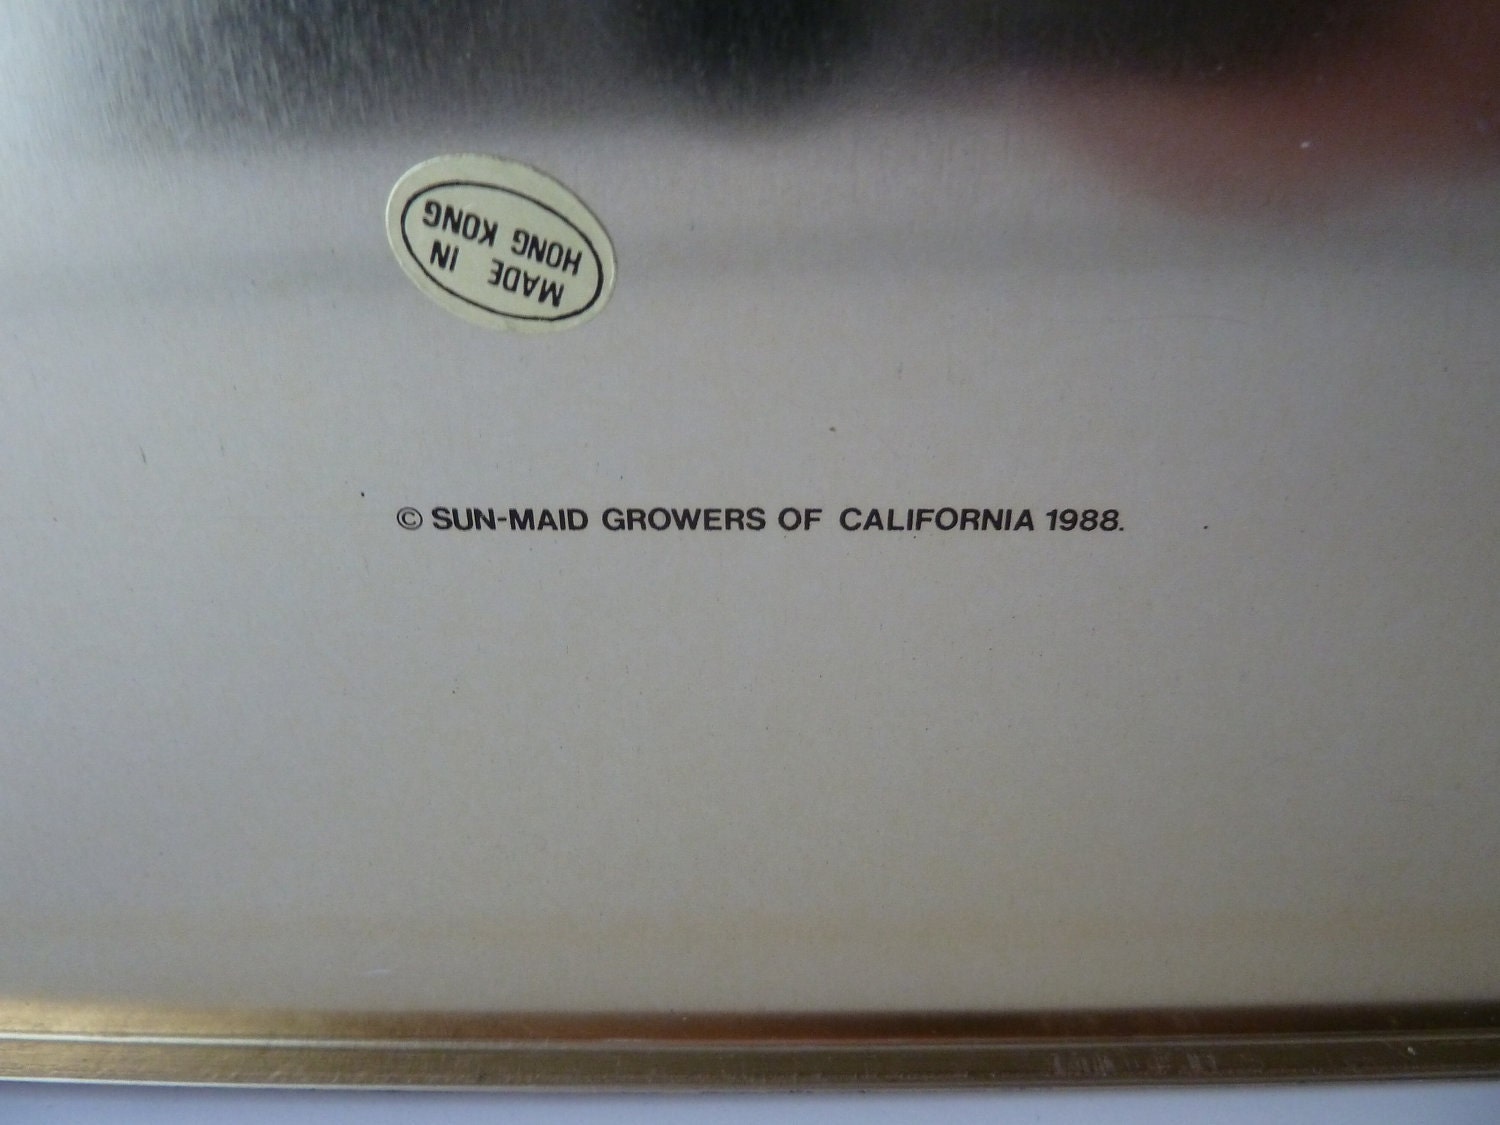 MADE IN
HONG KONG
© SUN-MAID GROWERS OF CALIFORNIA 1988.